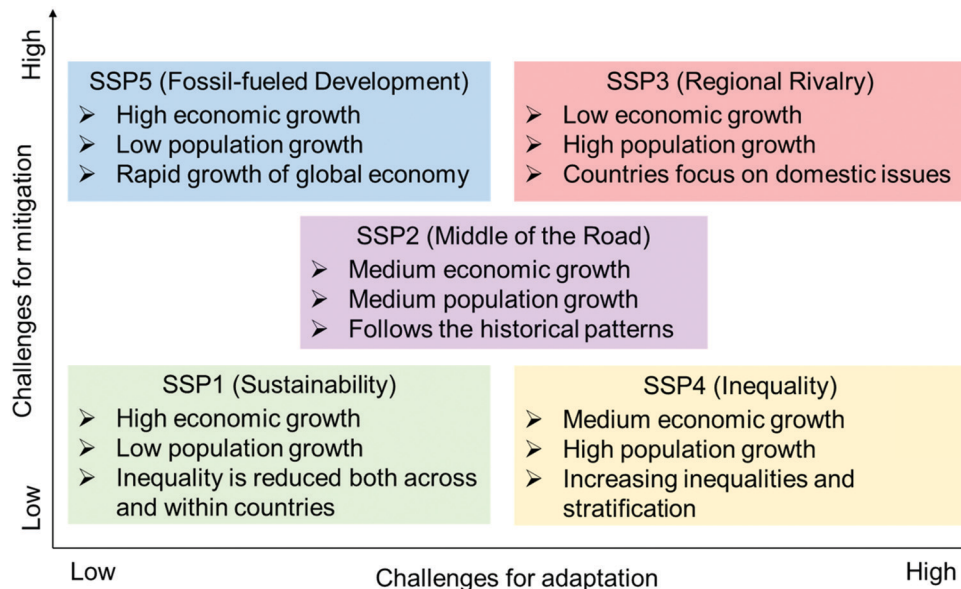 High
SSP5 (Fossil-fueled Development)
➤ High economic growth
➤ Low population growth
➤ Rapid growth of global economy
SSP3 (Regional Rivalry)
➤ Low economic growth
➤ High population growth
➤ Countries focus on domestic issues
Challenges for mitigation
SSP2 (Middle of the Road)
➤ Medium economic growth
➤ Medium population growth
➤ Follows the historical patterns
SSP1 (Sustainability)
➤ High economic growth
➤ Low population growth
➤ Inequality is reduced both across
and within countries
SSP4 (Inequality)
➤ Medium economic growth
➤ High population growth
➤ Increasing inequalities and
stratification
Low
Low
Challenges for adaptation
High